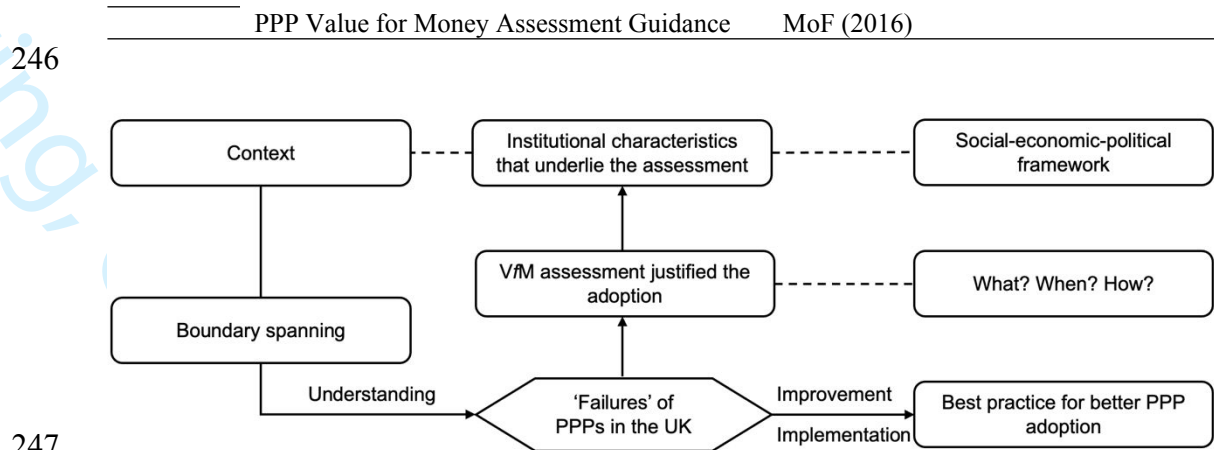 PPP Value for Money Assessment Guidance MoF (2016)
246
Context
Institutional characteristics
that underlie the assessment
Social-economic-political
framework
VfM assessment justified the
adoption
What? When? How?
Boundary spanning
Understanding
'Failures' of
PPPs in the UK
Improvement
Implementation
Best practice for better PPP
adoption
247